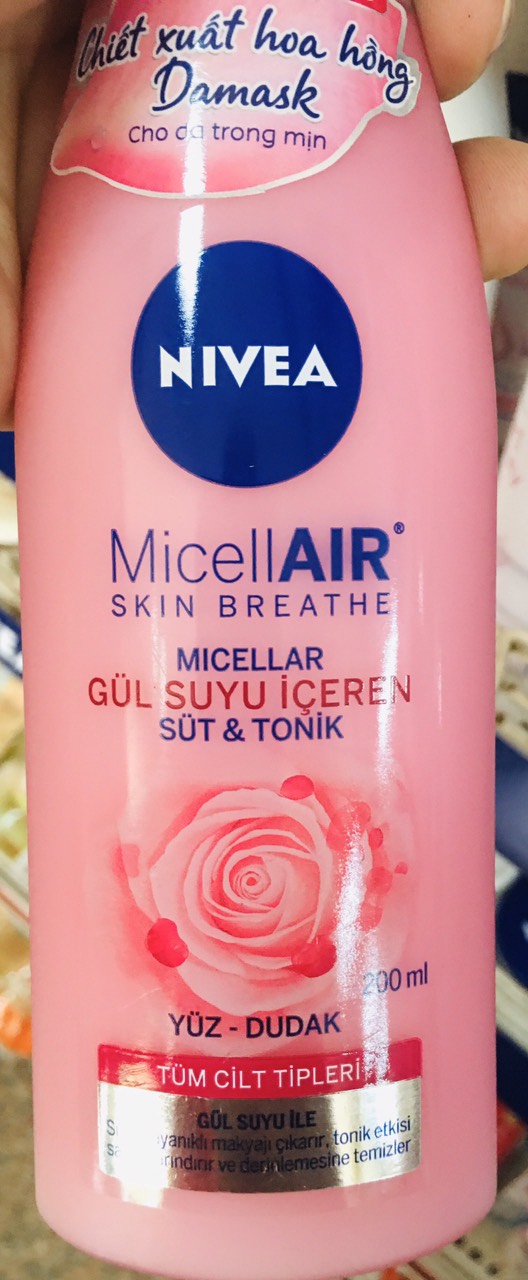 Chiết xuất hoa hồng
Damask
Cho da trong mịn
NIVEA
MicellAIR®
SKIN BREATHE
MICELLAR
GÜL SUYU İÇEREN
SÜT & TONİK
200 ml
YÜZ - DUDAK
TÜM CİLT TİPLERİ
GÜL SUYU İLE
makyajı çıkarır, tonik etkisi
ve derinlemesine temizler